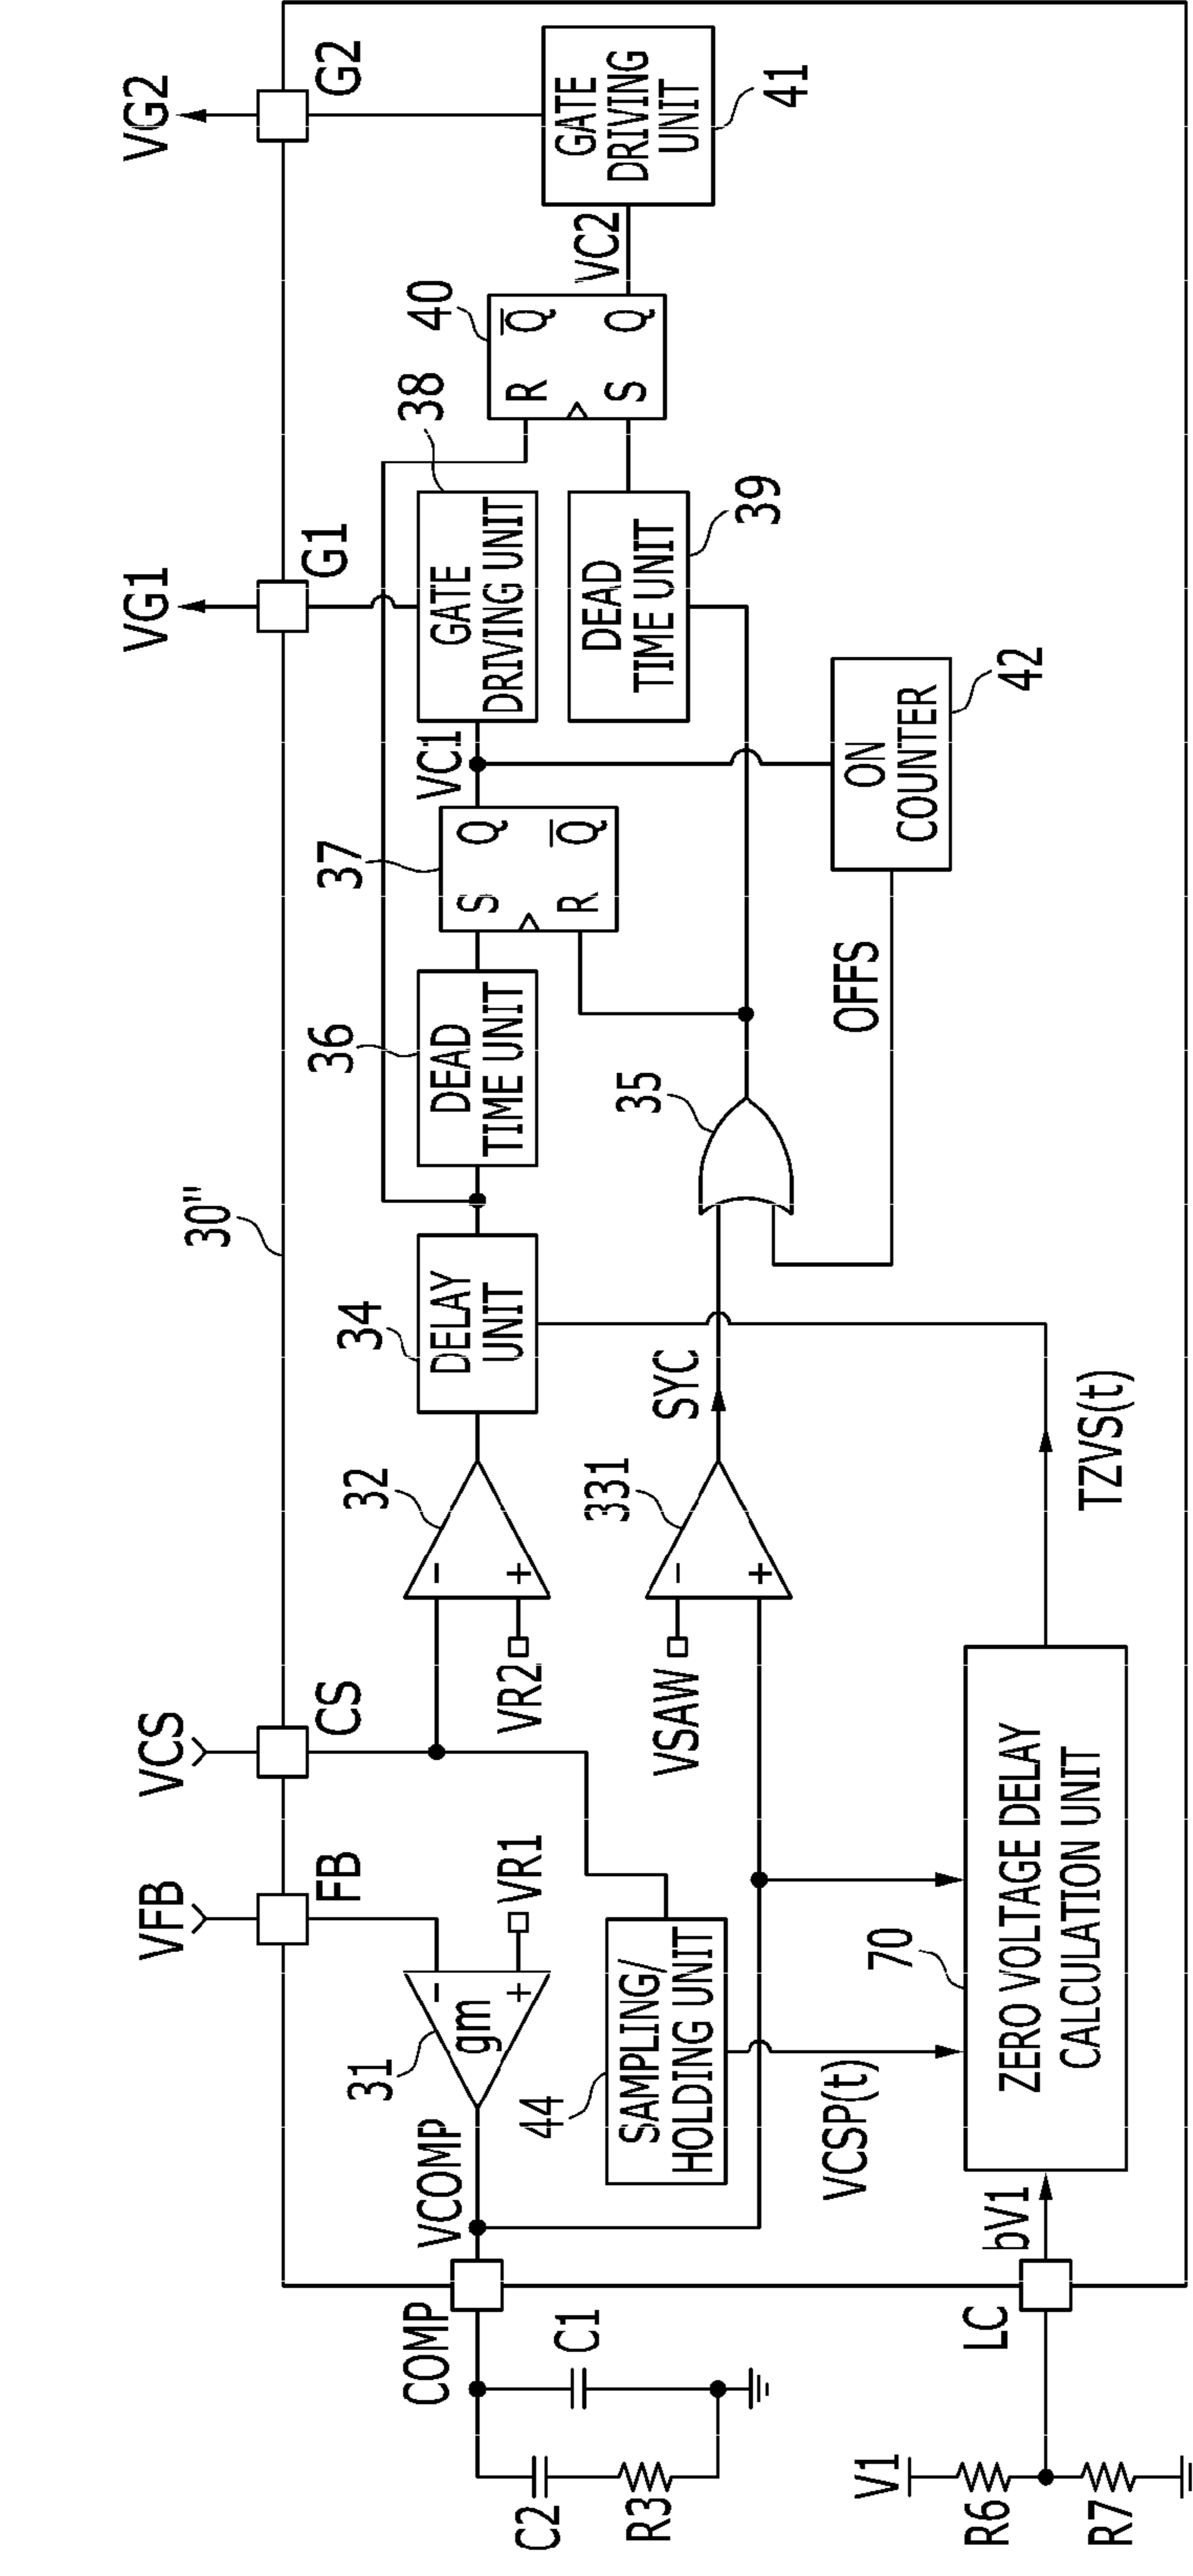 30"
VFB
VCS
VG1
VG2
FB
CS
G1
G2
COMP
VCOMP
31
gm
-
+
VR1
32
-
+
VR2
34
DELAY
UNIT
36
DEAD
TIME UNIT
37
S
Q
R
Q
VC1
38
GATE
DRIVING UNIT
40
R
Q
S
Q
VC2
GATE
DRIVING
UNIT
41
44
SAMPLING/
HOLDING UNIT
VSAW
331
-
+
SYC
35
DEAD
TIME UNIT
39
C1
C2
R3
VCSP(t)
OFFS
ON
COUNTER
42
V1
R6
R7
LC
bV1
70
ZERO VOLTAGE DELAY
CALCULATION UNIT
TZVS(t)